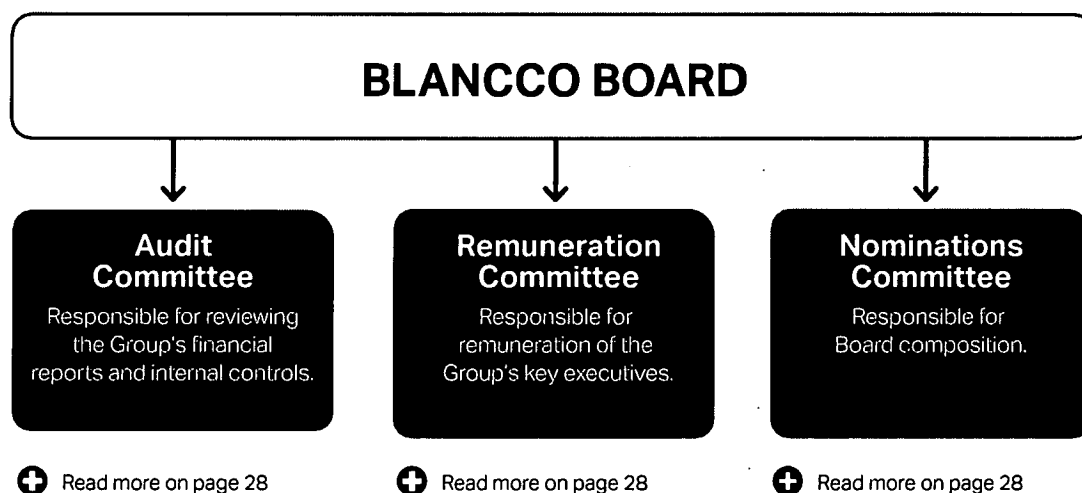 BLANCCO BOARD
Audit
Committee
Responsible for reviewing
the Group's financial
reports and internal controls.
Read more on page 28
Remuneration
Committee
Responsible for
remuneration of the
Group's key executives.
Read more on page 28
Nominations
Committee
Responsible for
Board composition.
Read more on page 28